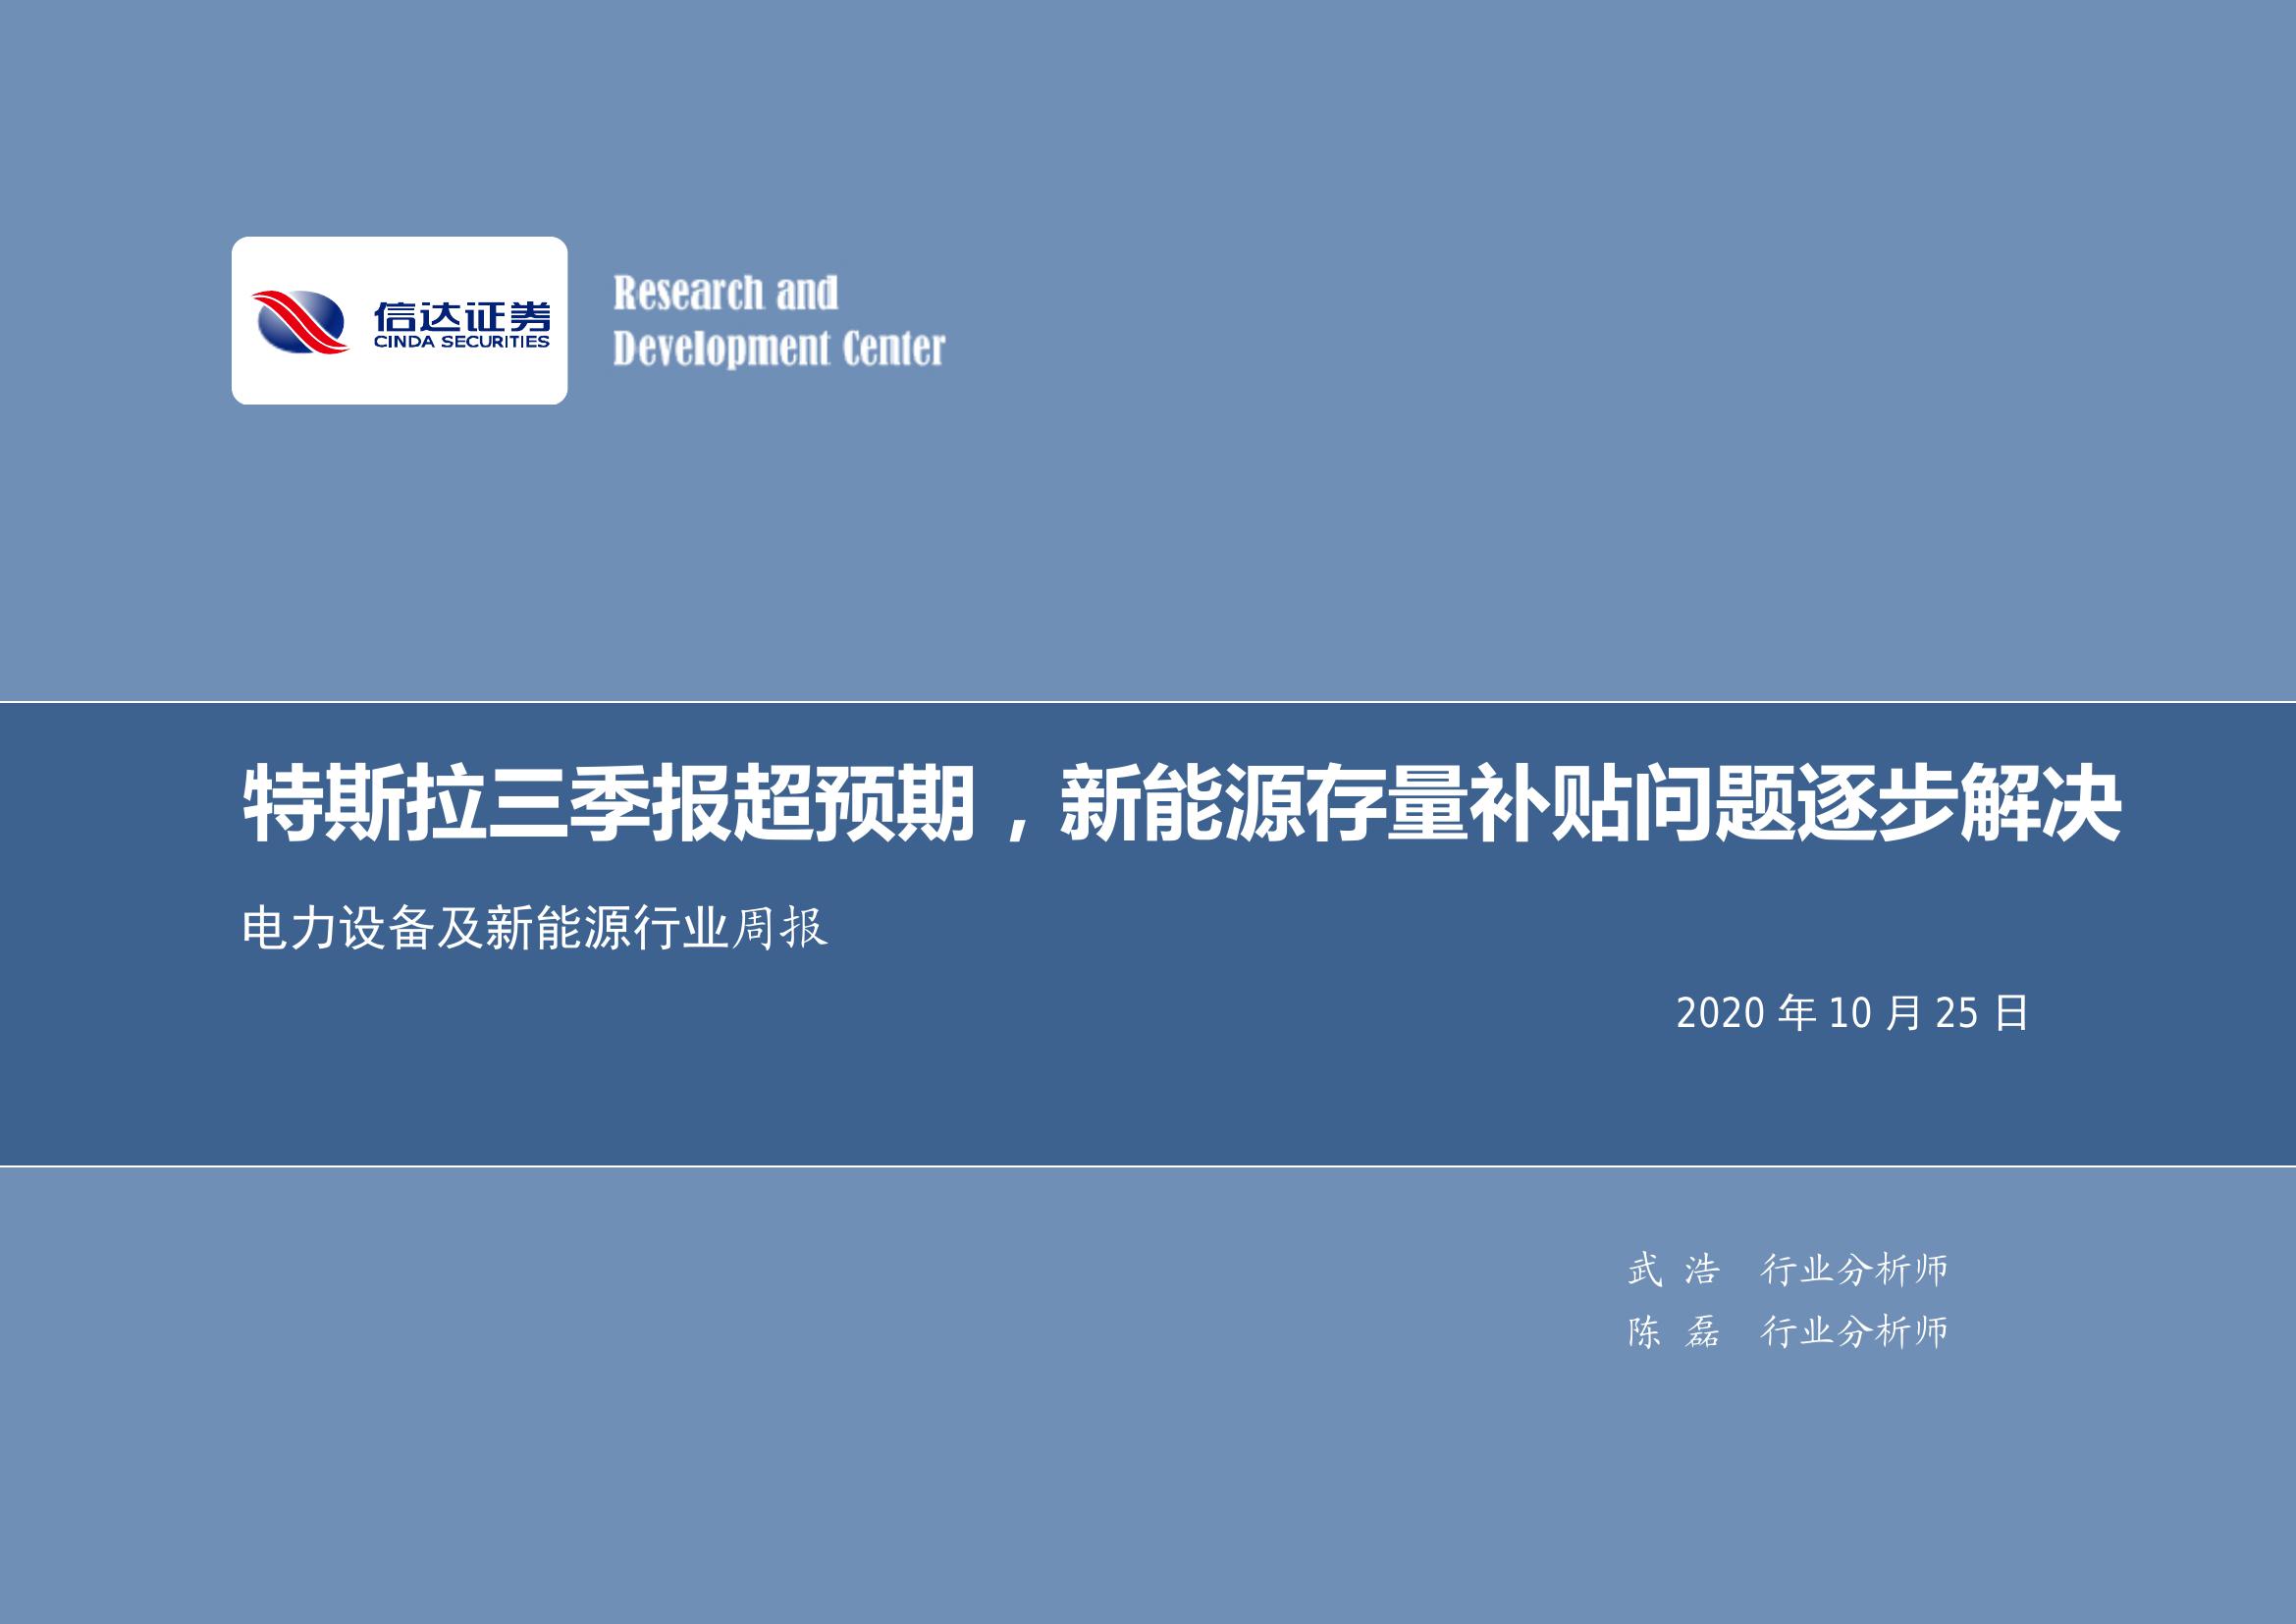 信达证券
CINDA SECURITIES
Research and
Development Center
特斯拉三季报超预期，新能源存量补贴问题逐步解决
电力设备及新能源行业周报
2020 年 10 月 25 日
武 浩 行业分析师
陈 磊 行业分析师